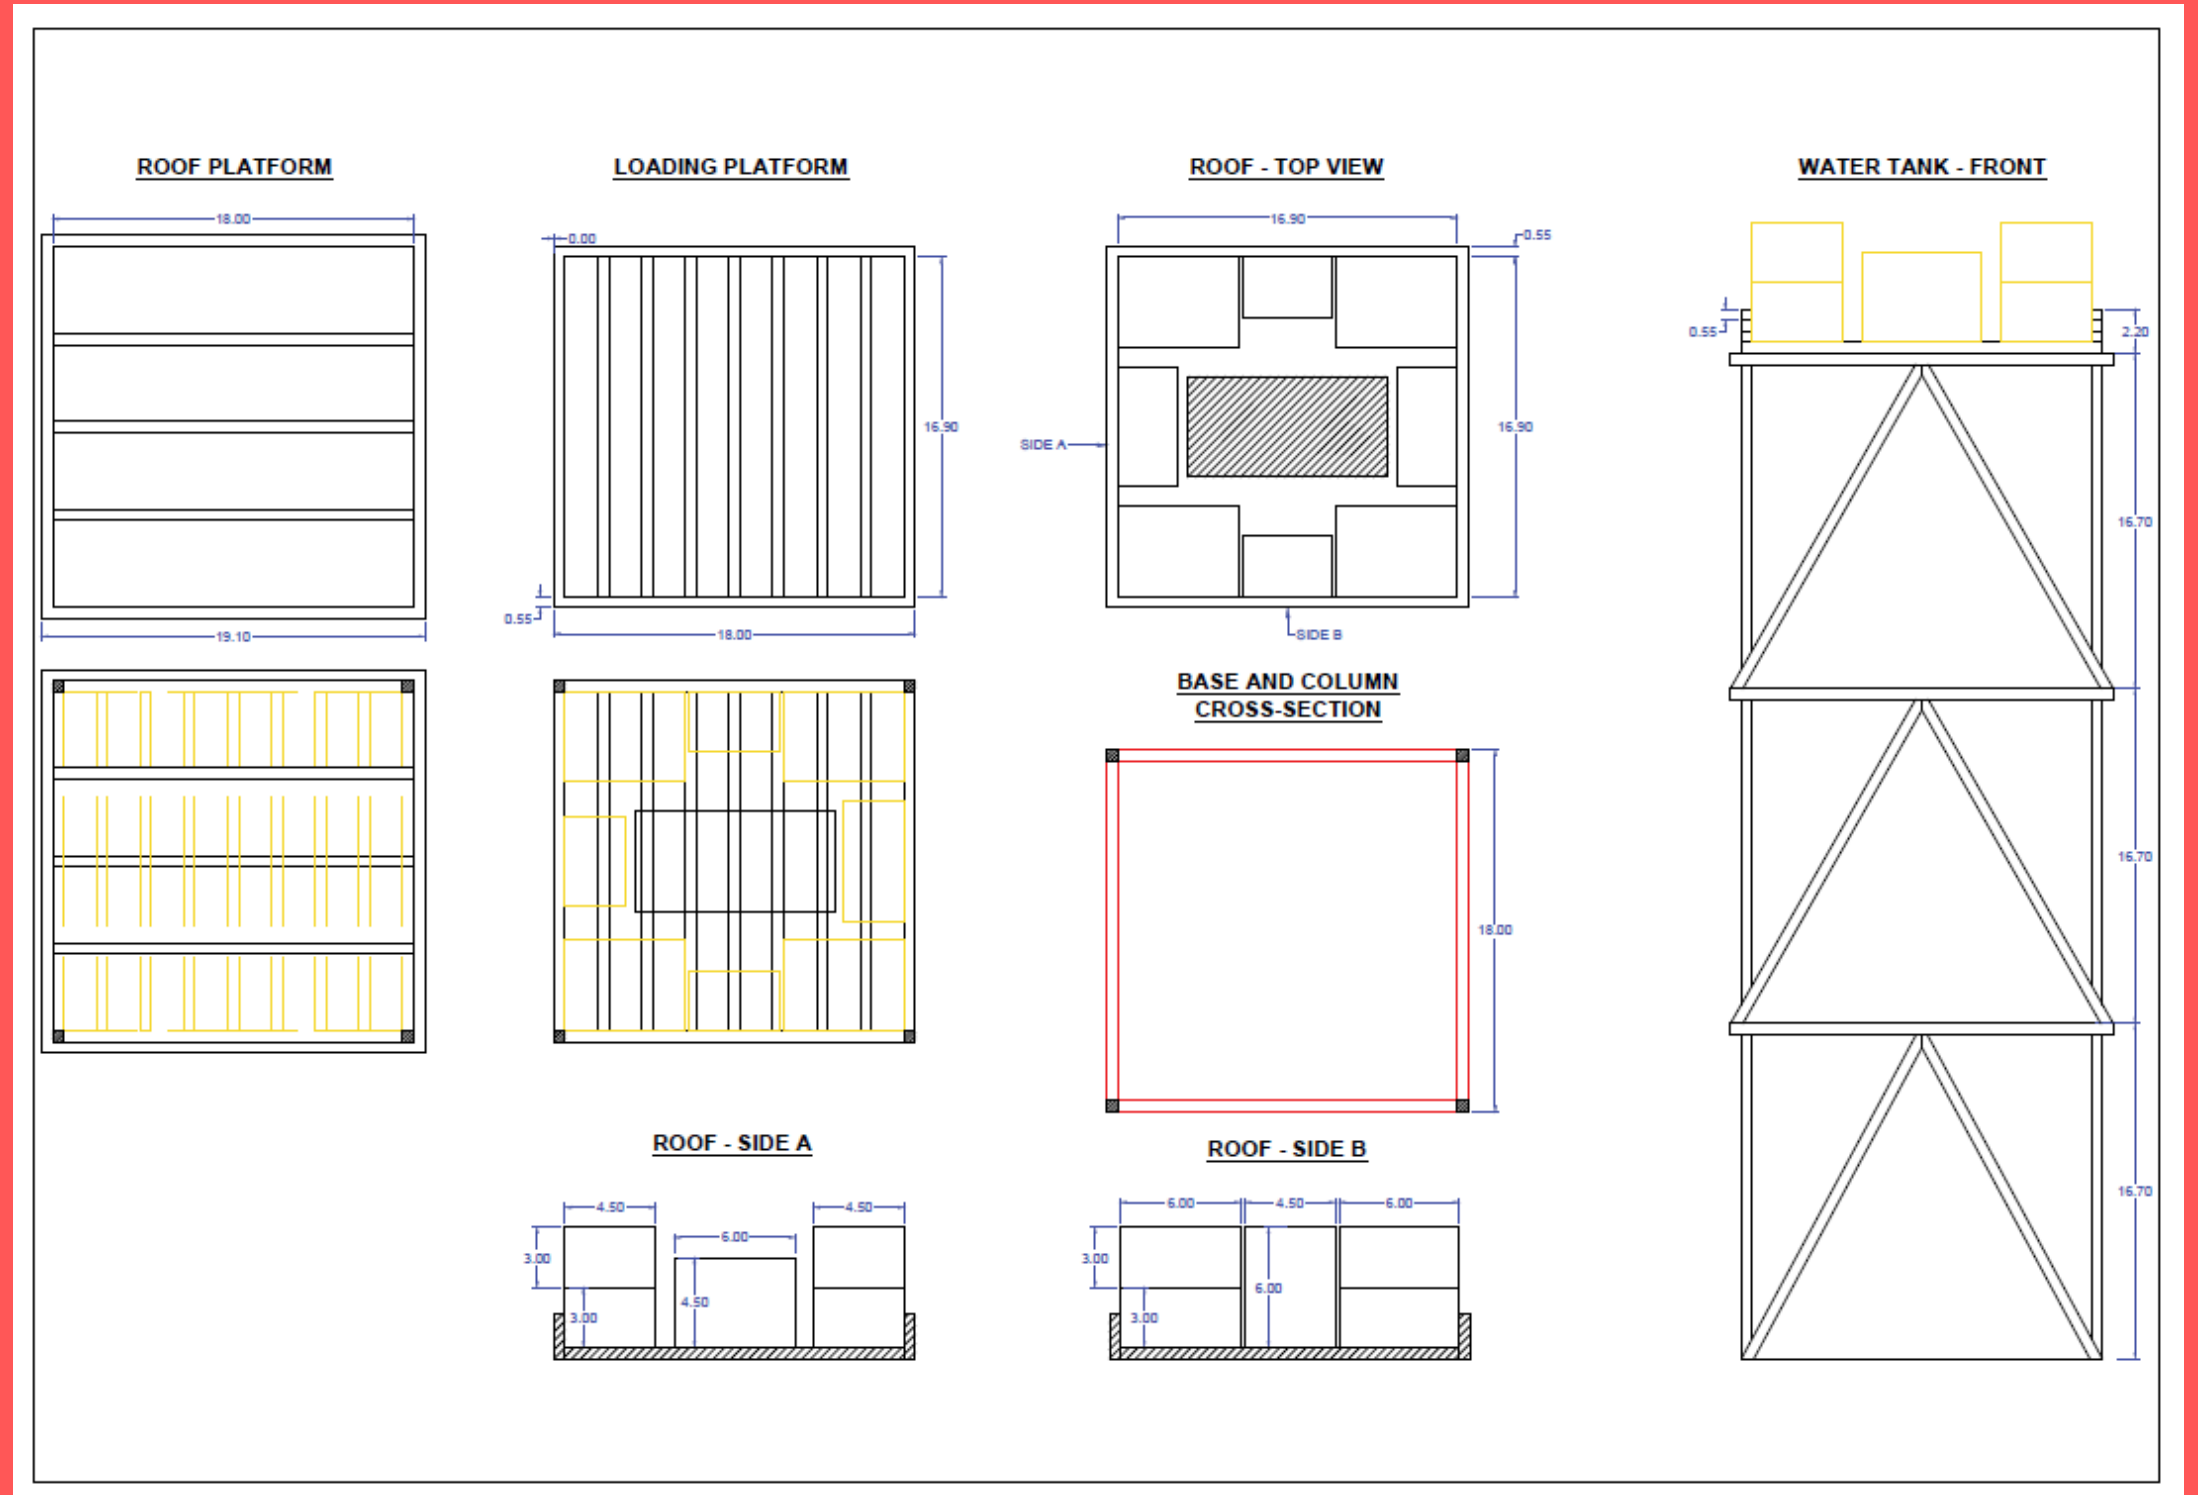 ROOF PLATFORM
LOADING PLATFORM
ROOF - TOP VIEW
WATER TANK - FRONT
18.00
19.10
0.00
16.90
0.55
18.00
16.90
0.55
16.90
SIDE A
SIDE B
0.55
2.20
16.70
16.70
16.70
BASE AND COLUMN
CROSS-SECTION
18.00
ROOF - SIDE A
4.50
4.50
6.00
3.00
3.00
4.50
ROOF - SIDE B
6.00
4.50
6.00
3.00
3.00
6.00